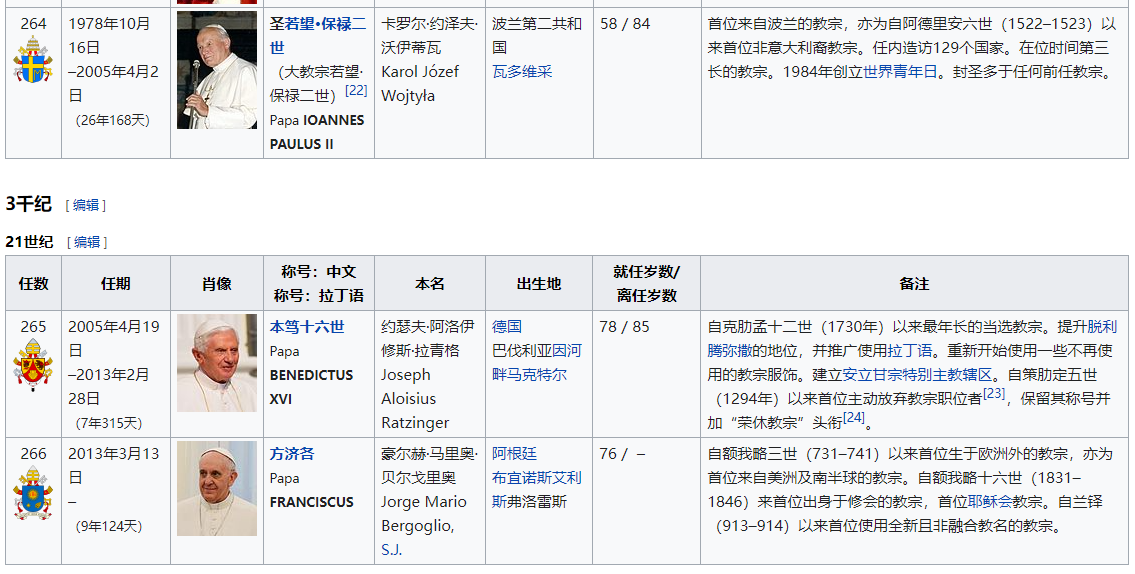 264
1978年10月
16日
–2005年4月2
日
（26年168天）
圣若望·保禄二
世
（大教宗若望·
保禄二世）[22]
Papa IOANNES
PAULUS II
卡罗尔·约泽夫·
沃伊蒂瓦
Karol Józef
Wojtyła
波兰第二共和
国
瓦多维采
58 / 84
首位来自波兰的教宗，亦为自阿德里安六世（1522–1523）以
来首位非意大利裔教宗。任内造访129个国家。在位时间第三
长的教宗。1984年创立世界青年日。封圣多于任何前任教宗。
3千纪 [ 编辑 ]
21世纪 [ 编辑 ]
任数
任期
肖像
称号：中文
称号：拉丁语
本名
出生地
就任岁数/
离任岁数
备注
265
2005年4月19
日
–2013年2月
28日
（7年315天）
本笃十六世
Papa
BENEDICTUS
XVI
约瑟夫·阿洛伊
修斯·拉青格
Joseph
Aloisius
Ratzinger
德国
巴伐利亚因河
畔马克特尔
78 / 85
自克肋孟十二世（1730年）以来最年长的当选教宗。提升脱利
腾弥撒的地位，并推广使用拉丁语。重新开始使用一些不再使
用的教宗服饰。建立安立甘宗特别主教辖区。自策肋定五世
（1294年）以来首位主动放弃教宗职位者[23]，保留其称号并
加“荣休教宗”头衔[24]。
266
2013年3月13
日
–
（9年124天）
方济各
Papa
FRANCISCUS
豪尔赫·马里奥·
贝尔戈里奥
Jorge Mario
Bergoglio,
S.J.
阿根廷
布宜诺斯艾利
斯弗洛雷斯
76 / –
自额我略三世（731–741）以来首位生于欧洲外的教宗，亦为
首位来自美洲及南半球的教宗。自额我略十六世（1831–
1846）来首位出身于修会的教宗，首位耶稣会教宗。自兰铎
（913–914）以来首位使用全新且非融合教名的教宗。